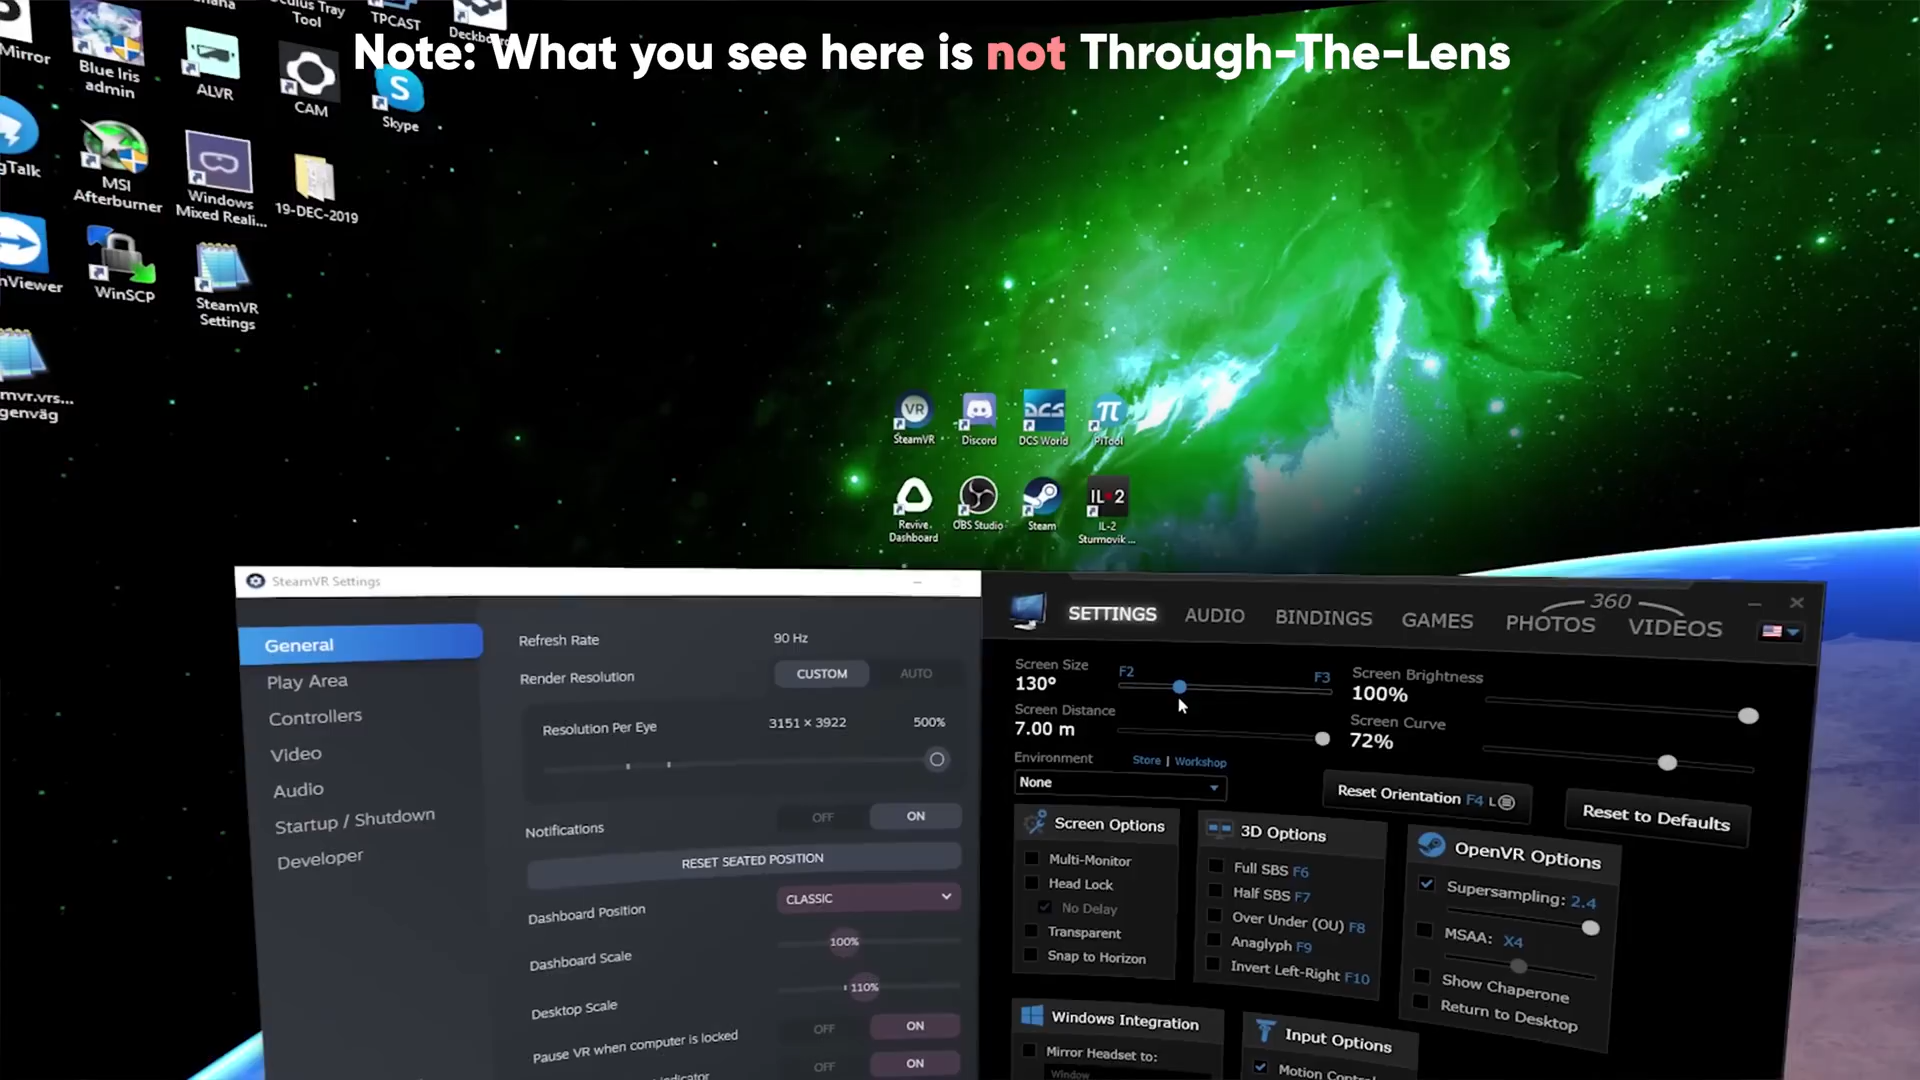 Note: What you see here is not Through-The-Lens
Mirror
Blue Iris
admin
ALVR
Tool
CAM
TPCAST
Skype
MSI
Afterburner
Windows
Mixed Reali...
19-DEC-2019
WinSCP
SteamVR
Settings
SteamVR
Discord
DCS World
PiTool
Revive
Dashboard
OBS Studio
Steam
IL-2
IL-2
Sturmovik ...
SteamVR Settings
General
Play Area
Controllers
Video
Audio
Startup / Shutdown
Developer
Refresh Rate 90 Hz
Render Resolution CUSTOM AUTO
Resolution Per Eye 3151 × 3922 500%
Notifications OFF ON
RESET SEATED POSITION
Dashboard Position CLASSIC
Dashboard Scale 100%
Desktop Scale 110%
Pause VR when computer is locked OFF ON
OFF ON
SETTINGS AUDIO BINDINGS GAMES 360 PHOTOS VIDEOS
Screen Size F2 F3
130°
Screen Distance
7.00 m
Screen Brightness
100%
Screen Curve
72%
Environment Store | Workshop
None
Reset Orientation F4 L
Reset to Defaults
Screen Options
Multi-Monitor
Head Lock
No Delay
Transparent
Snap to Horizon
3D Options
Full SBS F6
Half SBS F7
Over Under (OU) F8
Anaglyph F9
Invert Left-Right F10
OpenVR Options
Supersampling: 2.4
MSAA: X4
Show Chaperone
Return to Desktop
Windows Integration
Mirror Headset to:
Window
Input Options